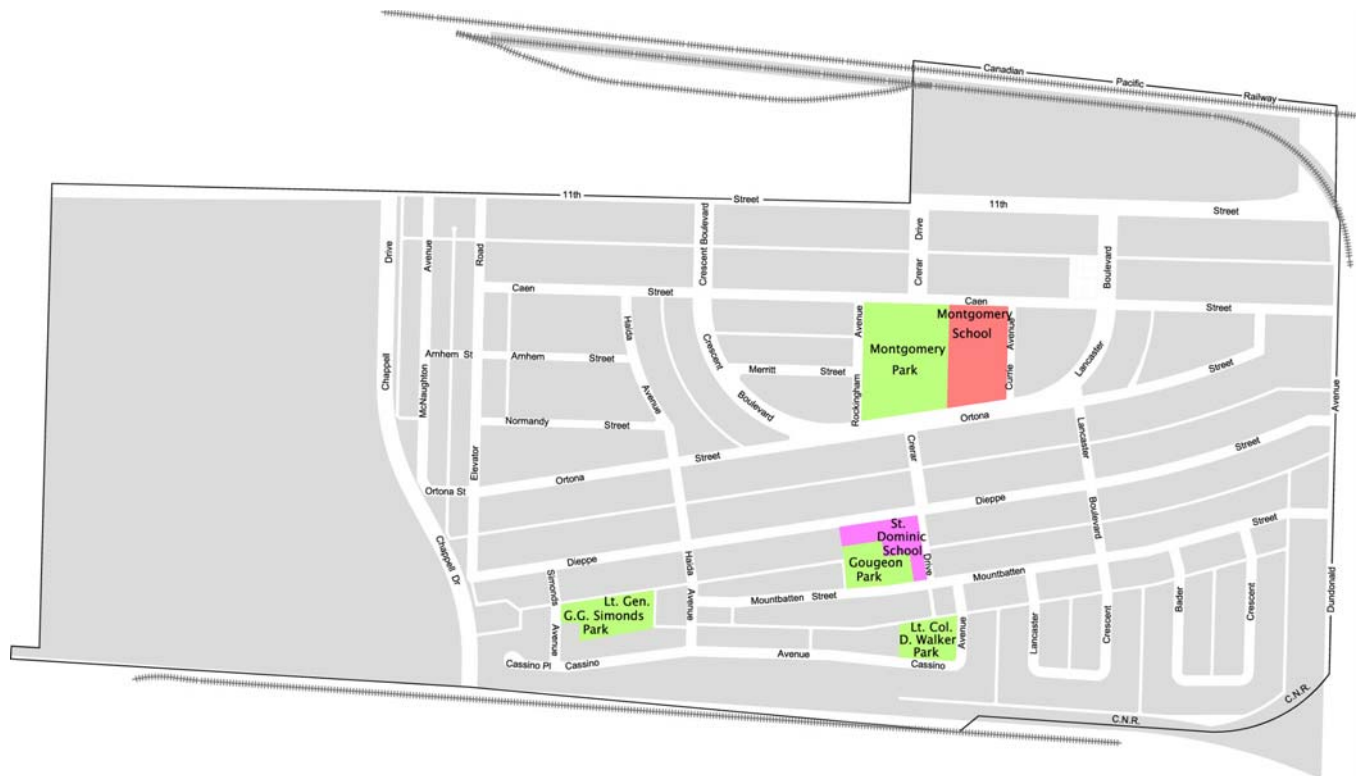 Canadian Pacific Railway
11th Street 11th Street
Drive
Avenue
Road
Crescent Boulevard
Drive
Crerar
Boulevard
Caen Street Caen Street
Haida
Avenue
Montgomery
School
Avenue
Currie
Crescent
Boulevard
Montgomery
Park
Avenue
Rockingham
Lancaster
Arnhem St Arnhem Street
Merritt Street
Street
Chappell
McNaughton
Normandy Street
Ortona
Avenue
Crerar
Lancaster
Boulevard
Street
Elevator
Street
Ortona
Ortona St
Dieppe
St.
Dominic
School
Street
Chappell Dr
Dieppe
Haida
Avenue
Gougeon
Park
Drive
Mountbatten
Simonds
Avenue
Lt. Gen.
G.G. Simonds
Park
Mountbatten Street
Lt. Col.
D. Walker
Park
Avenue
Lancaster
Crescent
Bader
Crescent
Dundonald
Cassino Pl Cassino Avenue Cassino
C.N.R.
C.N.R.